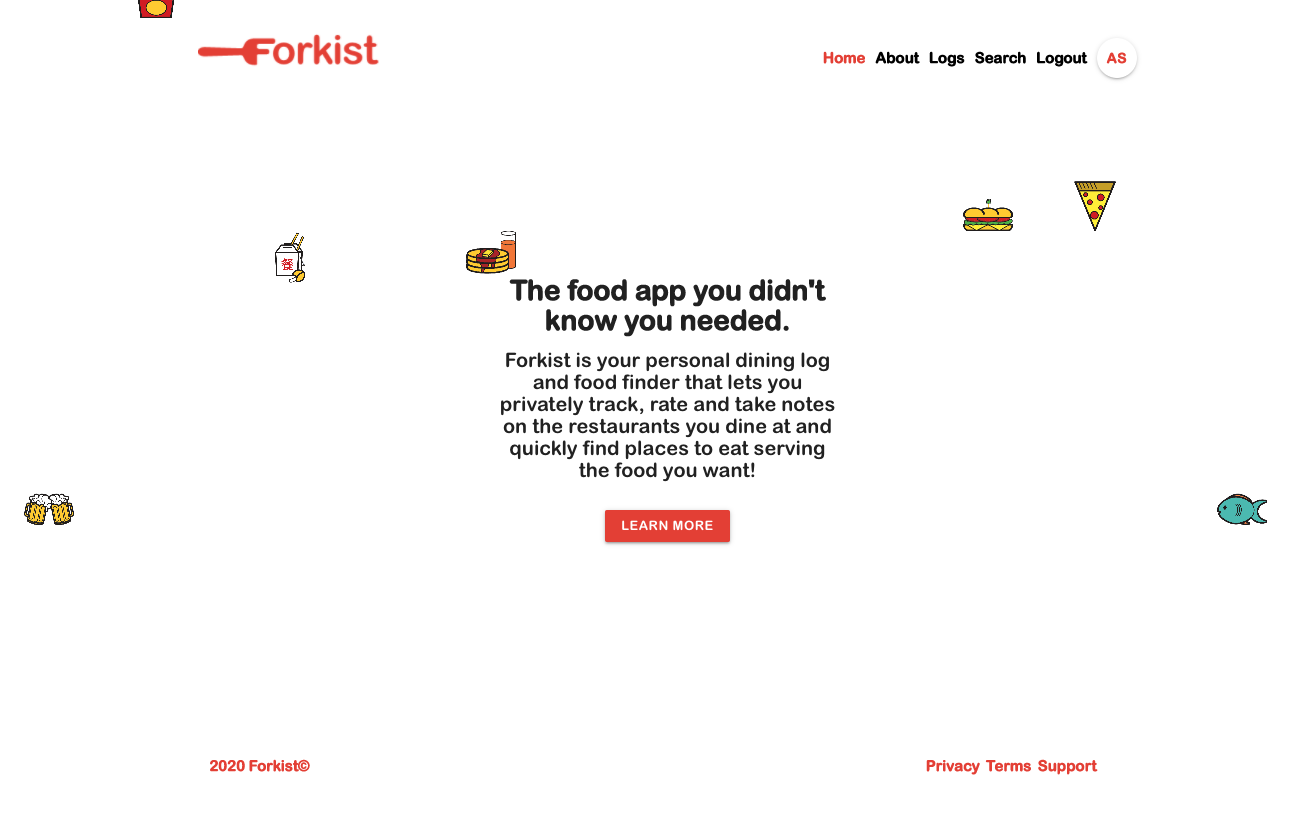 Forkist
Home About Logs Search Logout AS
餐
The food app you didn't
know you needed.
Forkist is your personal dining log
and food finder that lets you
privately track, rate and take notes
on the restaurants you dine at and
quickly find places to eat serving
the food you want!
LEARN MORE
2020 Forkist©
Privacy Terms Support